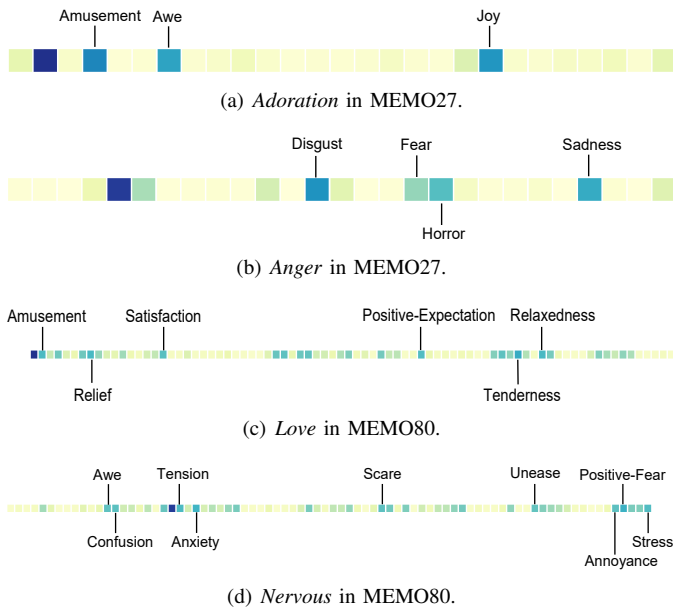 Amusement Awe Joy
(a) Adoration in MEMO27.
Disgust Fear Sadness
Horror
(b) Anger in MEMO27.
Amusement Satisfaction Positive-Expectation Relaxedness
Relief Tenderness
(c) Love in MEMO80.
Awe Tension Scare Unease Positive-Fear
Confusion Anxiety Stress
Annoyance
(d) Nervous in MEMO80.